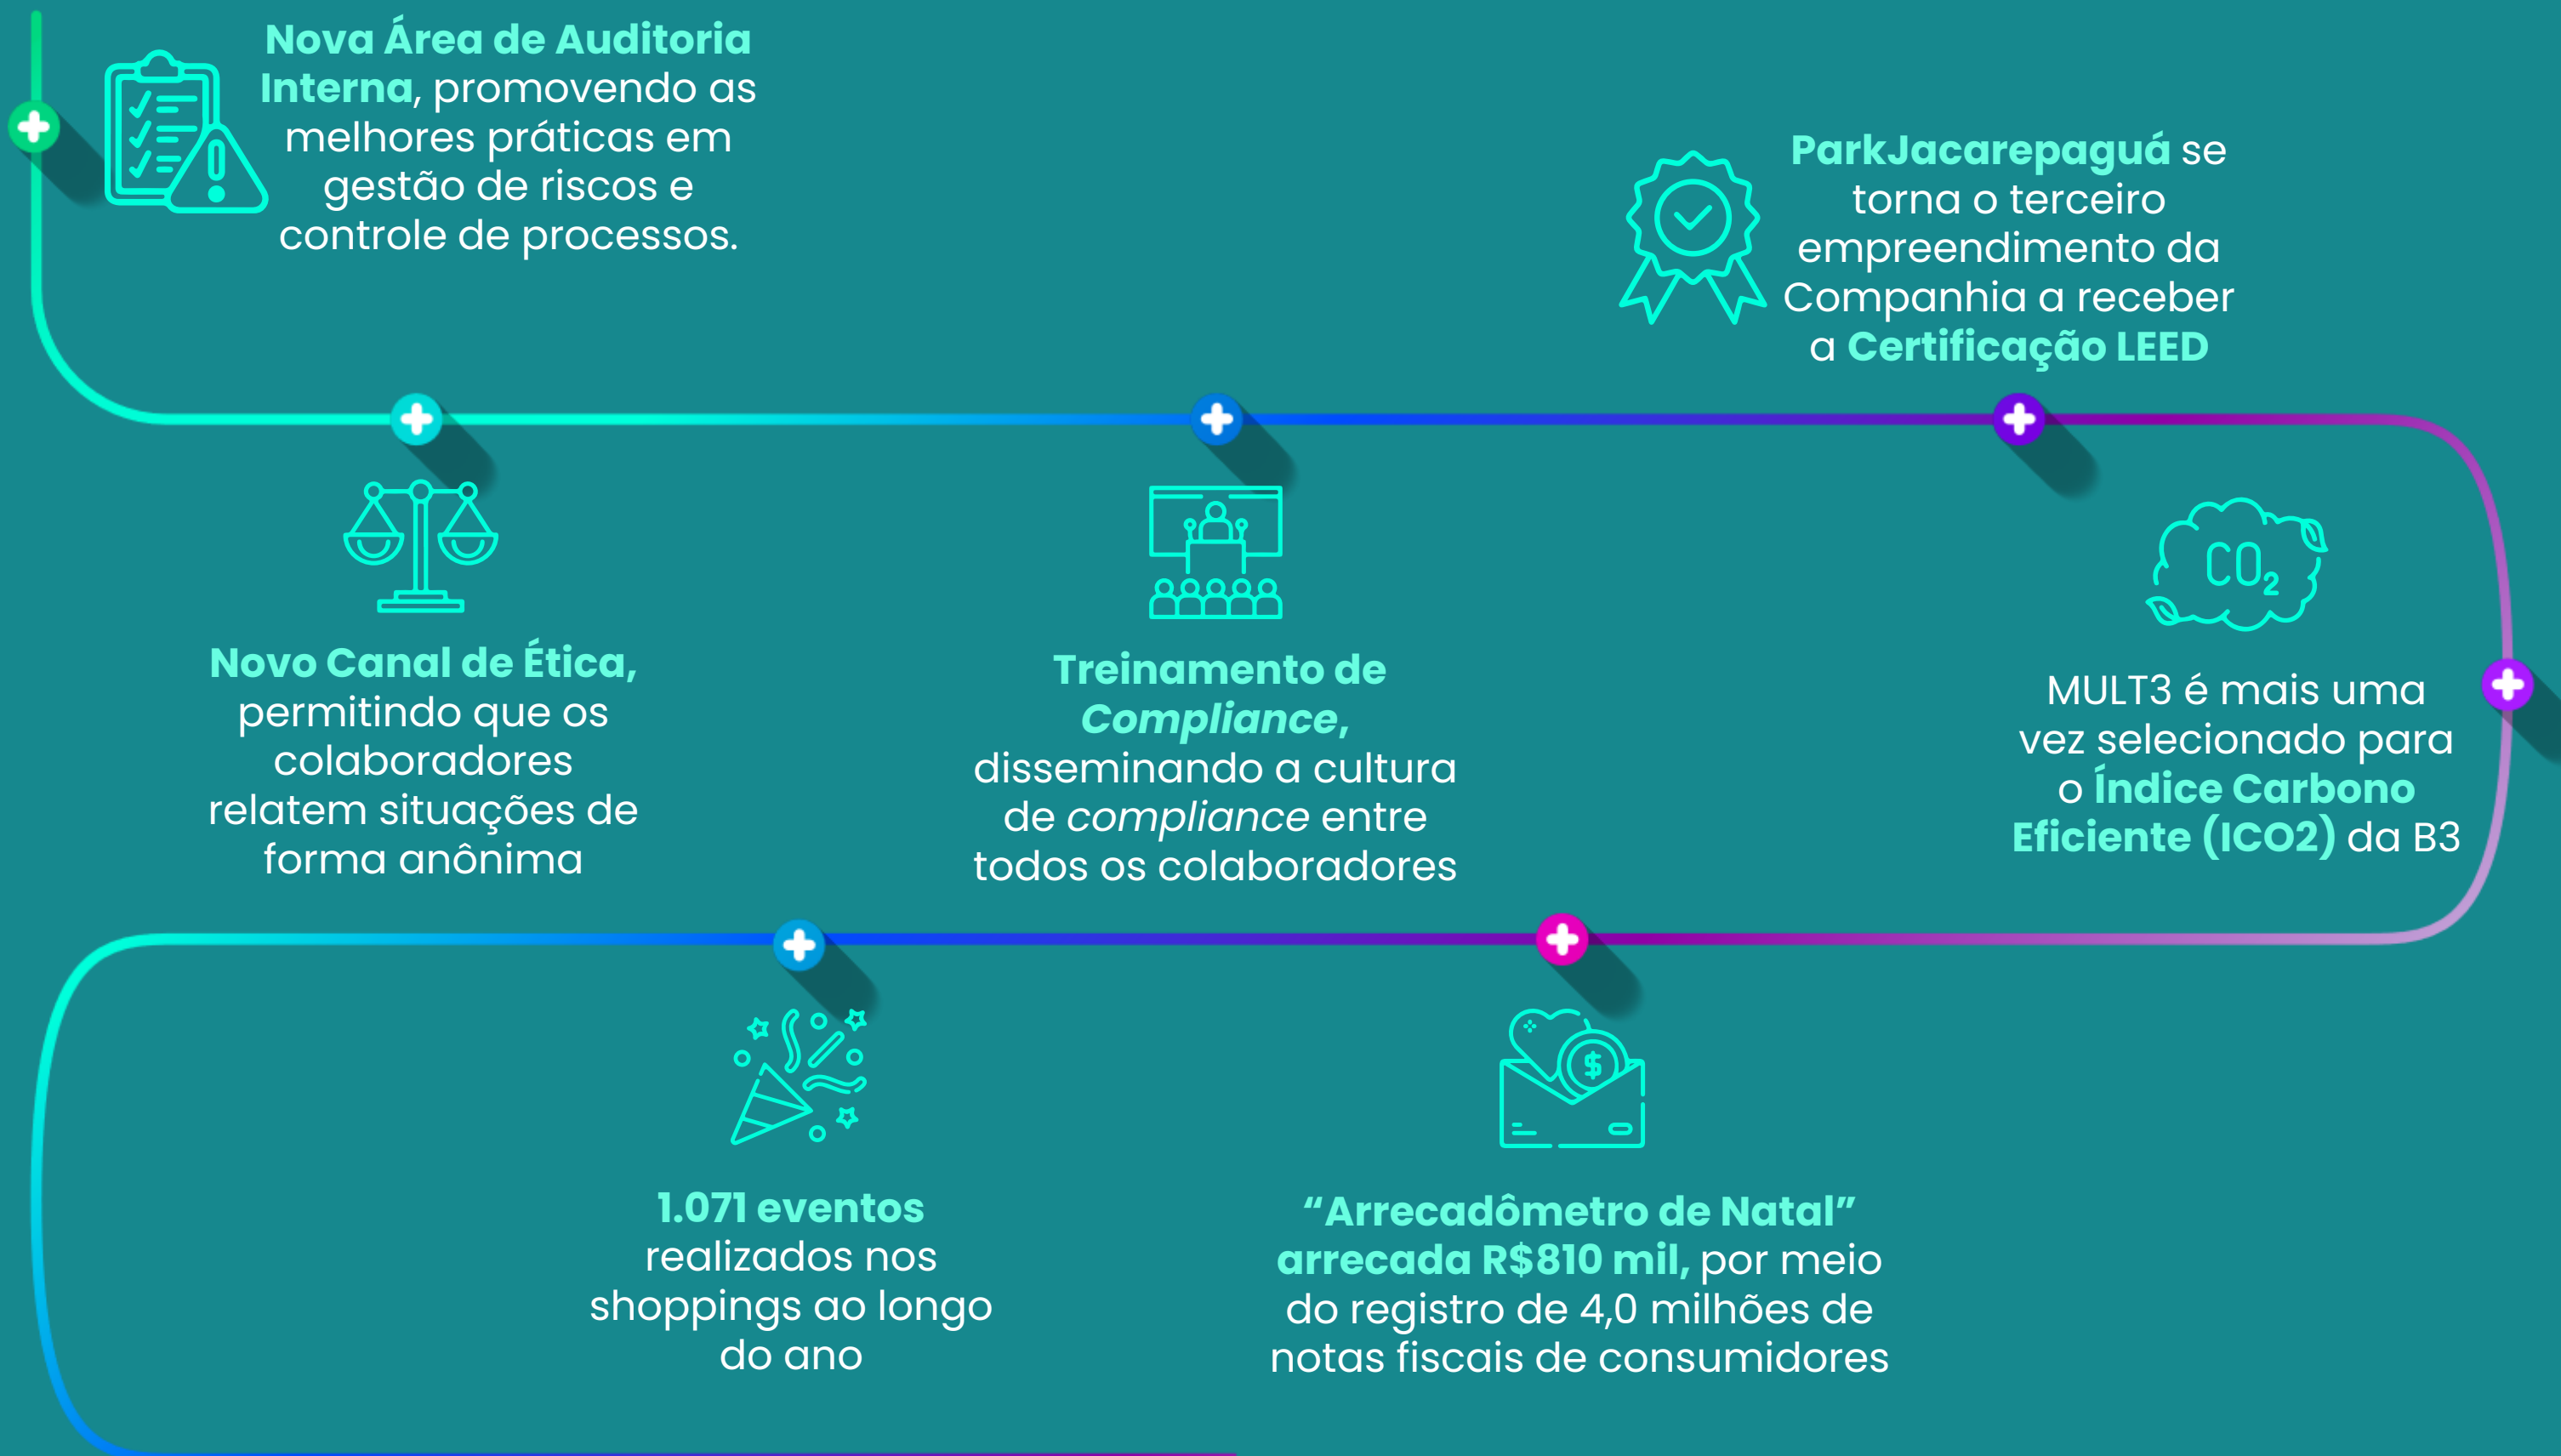 Nova Área de Auditoria
Interna, promovendo as
melhores práticas em
gestão de riscos e
controle de processos.
Novo Canal de Ética,
permitindo que os
colaboradores
relatem situações de
forma anônima
Treinamento de
Compliance,
disseminando a cultura
de compliance entre
todos os colaboradores
ParkJacarepaguá se
torna o terceiro
empreendimento da
Companhia a receber
a Certificação LEED
CO2
MULT3 é mais uma
vez selecionado para
o Índice Carbono
Eficiente (ICO2) da B3
$
“Arrecadômetro de Natal”
arrecada R$810 mil, por meio
do registro de 4,0 milhões de
notas fiscais de consumidores
1.071 eventos
realizados nos
shoppings ao longo
do ano